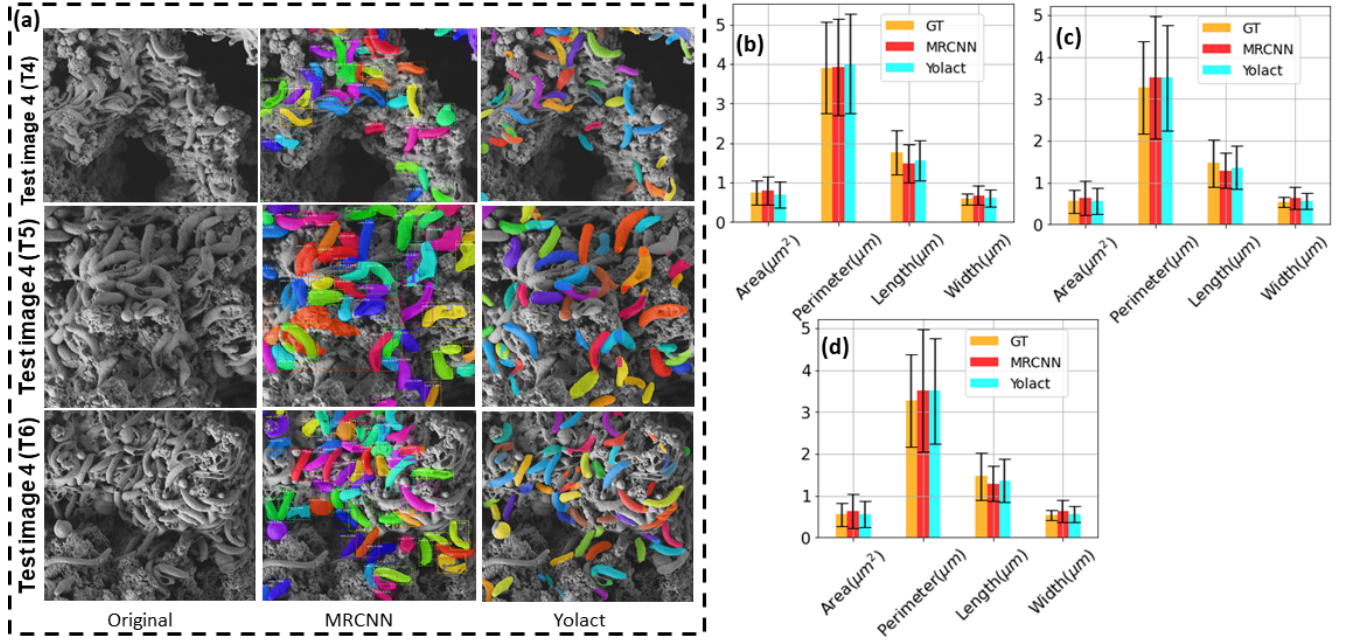 (a)
Test image 4 (T4)
Test image 4 (T5)
Test image 4 (T6)
Original
MRCNN
Yolact
(b)
5
4
3
2
1
0
GT
MRCNN
Yolact
Area(μm²)
Perimeter(μm)
Length(μm)
Width(μm)
(c)
5
4
3
2
1
0
GT
MRCNN
Yolact
Area(μm²)
Perimeter(μm)
Length(μm)
Width(μm)
(d)
5
4
3
2
1
0
GT
MRCNN
Yolact
Area(μm²)
Perimeter(μm)
Length(μm)
Width(μm)